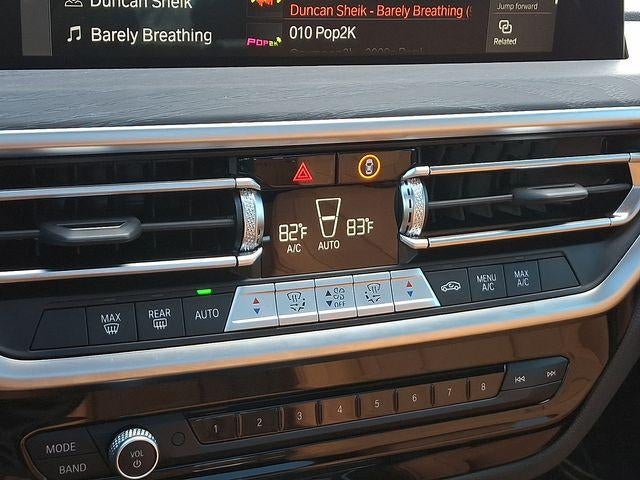 Duncan Sheik
Barely Breathing
Duncan Sheik - Barely Breathing (
POP2K
010 Pop2K
Jump forward
Related
82°F
A/C
AUTO
83°F
MAX
REAR
AUTO
OFF
MENU
A/C
MAX
A/C
MODE
BAND
VOL
1 2 3 4 5 6 7 8